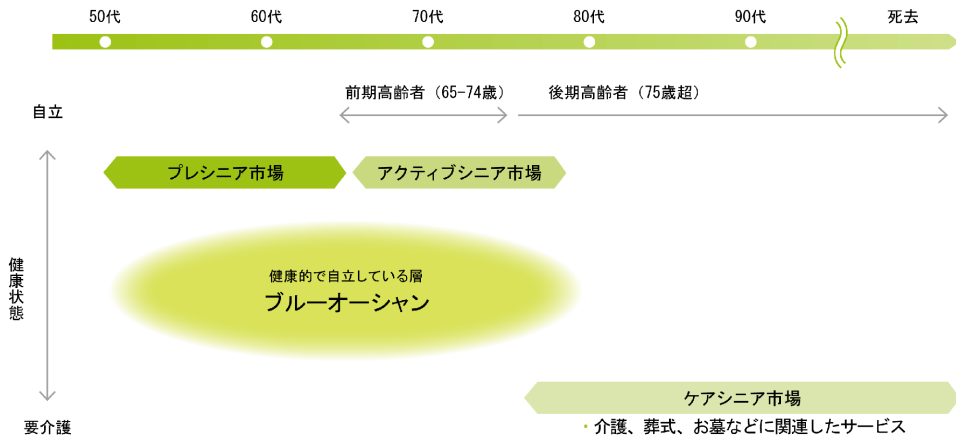 50代
60代
70代
80代
90代
死去
前期高齢者（65-74歳）
後期高齢者（75歳超）
自立
プレシニア市場
アクティブシニア市場
健康状態
健康的で自立している層
ブルーオーシャン
ケアシニア市場
要介護
・介護、葬式、お墓などに関連したサービス